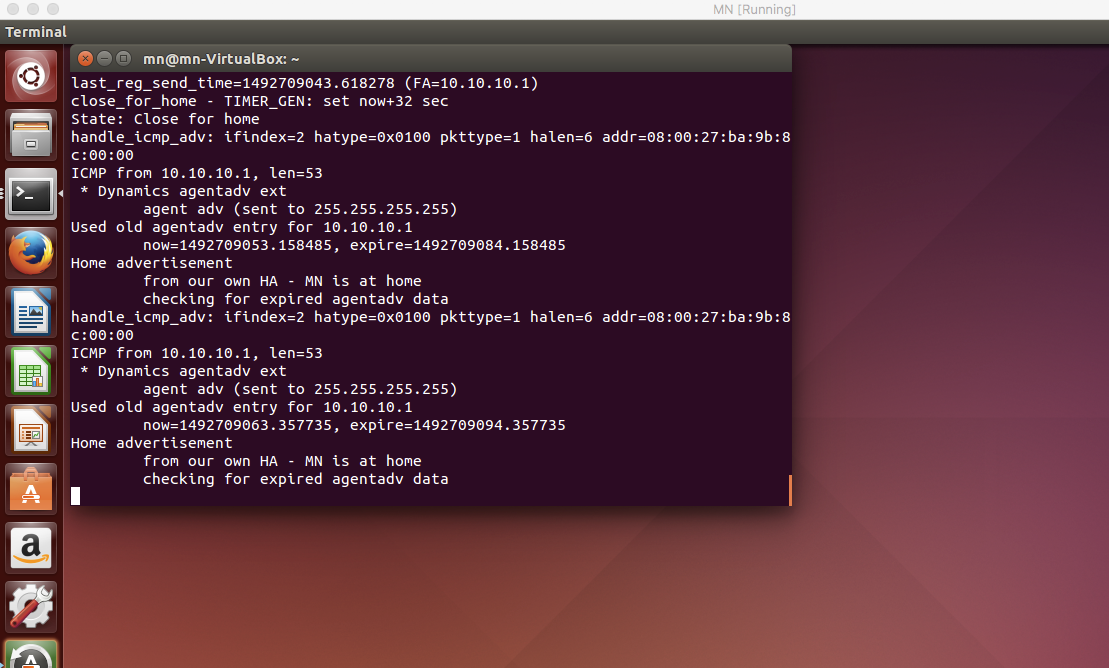 MN [Running]
Terminal
mn@mn-VirtualBox: ~
last_reg_send_time=1492709043.618278 (FA=10.10.10.1)
close_for_home - TIMER_GEN: set now+32 sec
State: Close for home
handle_icmp_adv: ifindex=2 hatype=0x0100 pkttype=1 halen=6 addr=08:00:27:ba:9b:8
c:00:00
ICMP from 10.10.10.1, len=53
* Dynamics agentadv ext
agent adv (sent to 255.255.255.255)
Used old agentadv entry for 10.10.10.1
now=1492709053.158485, expire=1492709084.158485
Home advertisement
from our own HA - MN is at home
checking for expired agentadv data
handle_icmp_adv: ifindex=2 hatype=0x0100 pkttype=1 halen=6 addr=08:00:27:ba:9b:8
c:00:00
ICMP from 10.10.10.1, len=53
* Dynamics agentadv ext
agent adv (sent to 255.255.255.255)
Used old agentadv entry for 10.10.10.1
now=1492709063.357735, expire=1492709094.357735
Home advertisement
from our own HA - MN is at home
checking for expired agentadv data